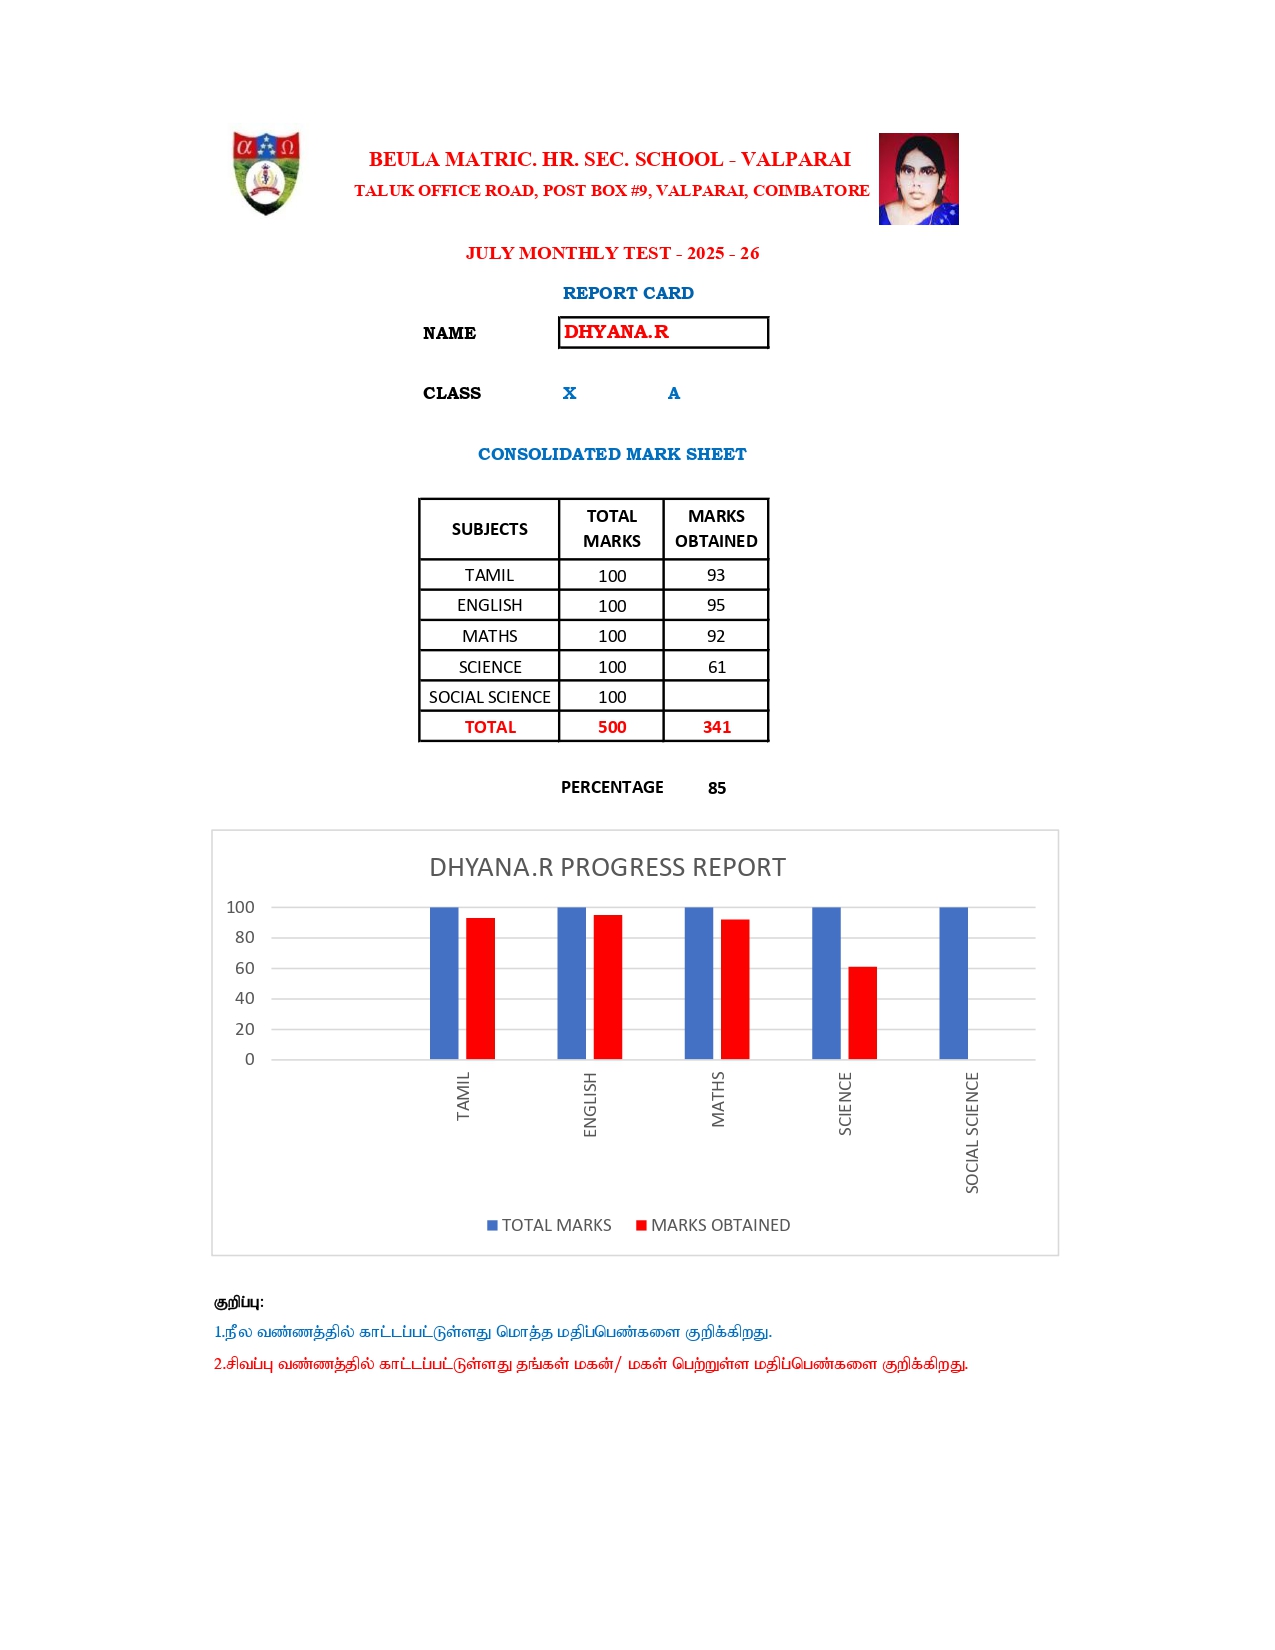 α Ω
BEULA MATRIC. HR. SEC. SCHOOL - VALPARAI
TALUK OFFICE ROAD, POST BOX #9, VALPARAI, COIMBATORE
JULY MONTHLY TEST - 2025 - 26
REPORT CARD
NAME DHYANA.R
CLASS X A
CONSOLIDATED MARK SHEET
SUBJECTS TOTAL MARKS MARKS OBTAINED
TAMIL 100 93
ENGLISH 100 95
MATHS 100 92
SCIENCE 100 61
SOCIAL SCIENCE 100
TOTAL 500 341
PERCENTAGE 85
DHYANA.R PROGRESS REPORT
100
80
60
40
20
0
TAMIL ENGLISH MATHS SCIENCE SOCIAL SCIENCE
TOTAL MARKS MARKS OBTAINED
குறிப்பு:
1.நீல வண்ணத்தில் காட்டப்பட்டுள்ளது மொத்த மதிப்பெண்களை குறிக்கிறது.
2.சிவப்பு வண்ணத்தில் காட்டப்பட்டுள்ளது தங்கள் மகன்/ மகள் பெற்றுள்ள மதிப்பெண்களை குறிக்கிறது.